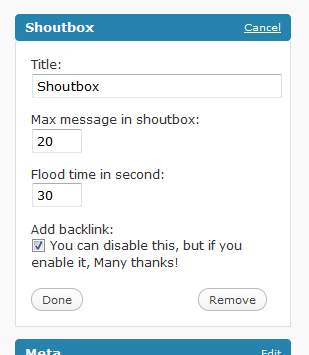 Shoutbox Cancel
Title:
Shoutbox
Max message in shoutbox:
20
Flood time in second:
30
Add backlink:
You can disable this, but if you
enable it, Many thanks!
Done Remove
Meta Edit